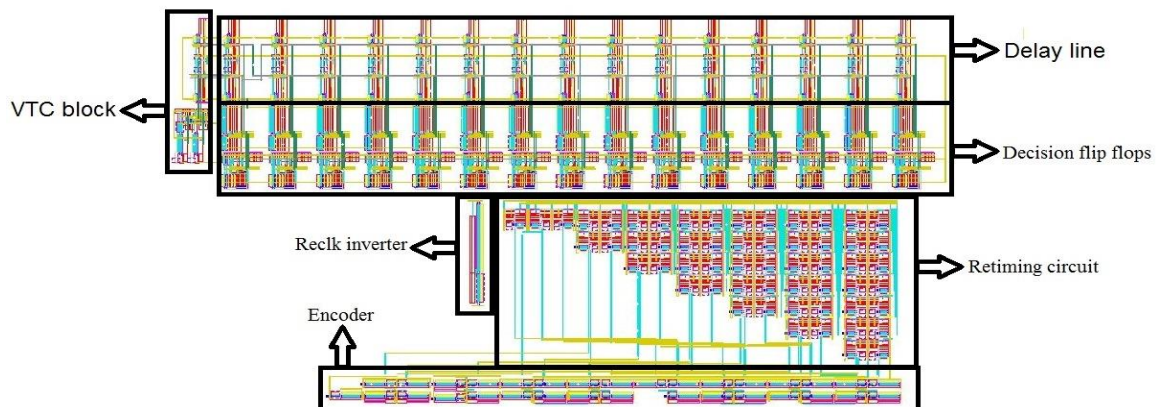 Delay line
VTC block
Decision flip flops
Reclk inverter
Retiming circuit
Encoder